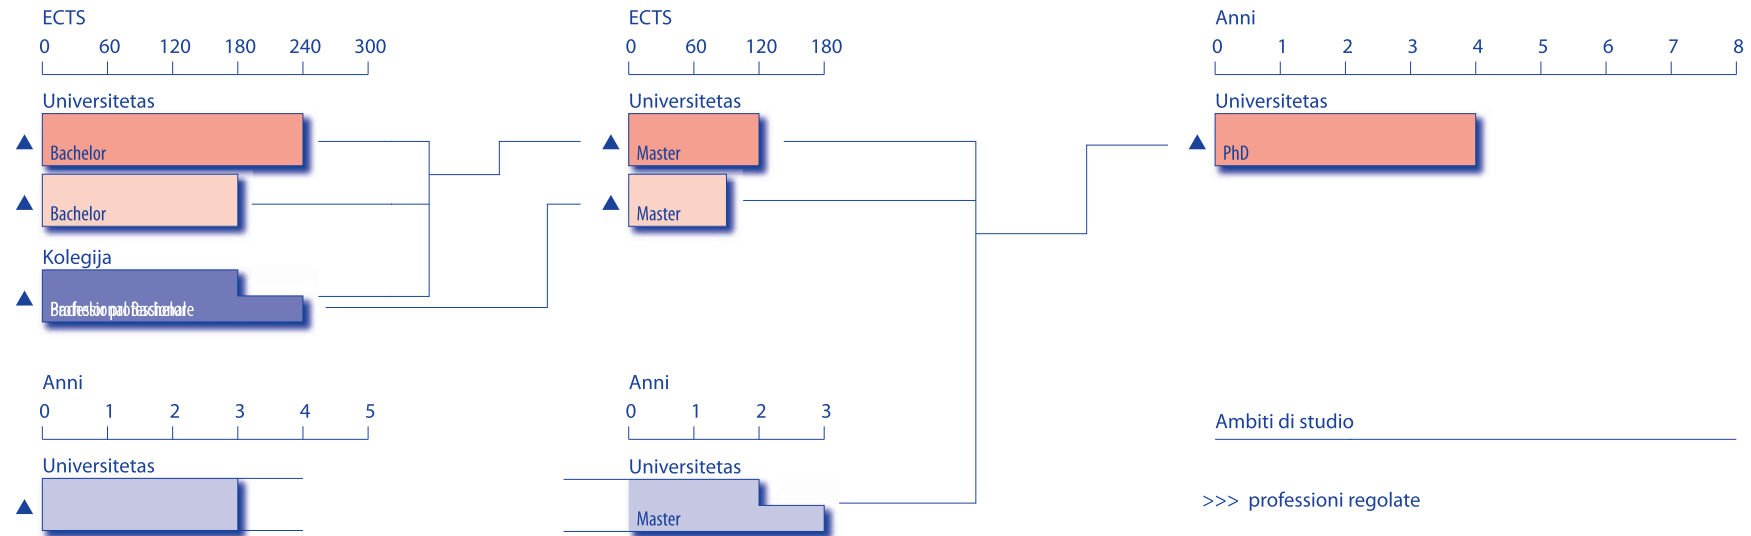 ECTS
0 60 120 180 240 300
Universitetas
Bachelor
Bachelor
Kolegija
ECTS
0 60 120 180
Universitetas
Master
Master
Anni
0 1 2 3 4 5 6 7 8
Universitetas
PhD
Anni
0 1 2 3 4 5
Universitetas
Anni
0 1 2 3
Universitetas
Master
Ambiti di studio
>>> professioni regolate